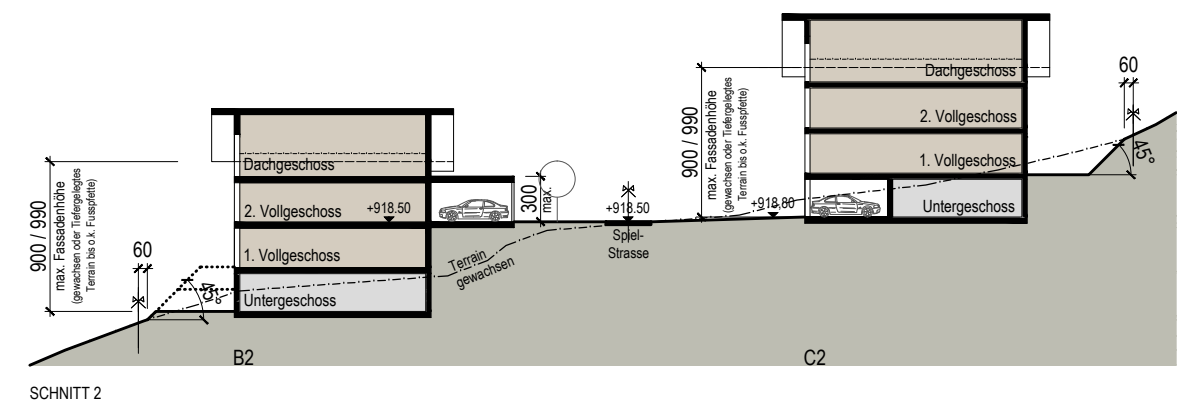 900 / 990
max. Fassadenhöhe
(gewachsen oder Tiefergelegtes
Terrain bis o.k. Fusspfette)
60
45°
Dachgeschoss
2. Vollgeschoss
+918.50
1. Vollgeschoss
Untergeschoss
B2
300
max.
Terrain
gewachsen
+918.50
Spiel-
Strasse
900 / 990
max. Fassadenhöhe
(gewachsen oder Tiefergelegtes
Terrain bis o.k. Fusspfette)
+918.80
Dachgeschoss
2. Vollgeschoss
1. Vollgeschoss
Untergeschoss
60
45°
C2
SCHNITT 2